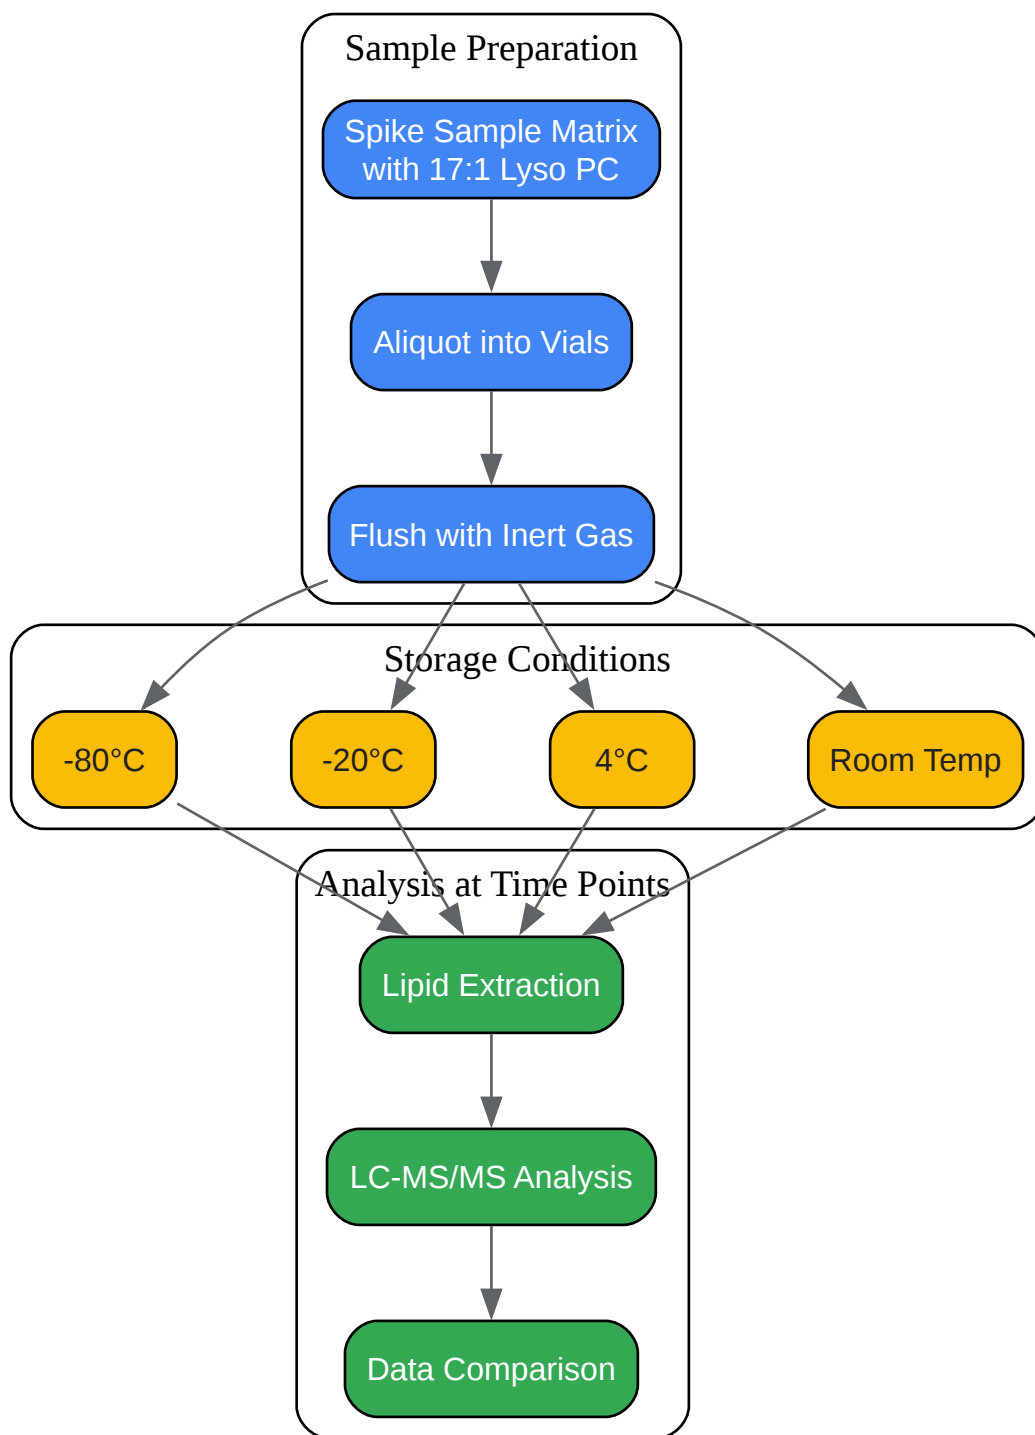 Sample Preparation
Spike Sample Matrix
with 17:1 Lyso PC
Aliquot into Vials
Flush with Inert Gas
Storage Conditions
-80°C
-20°C
4°C
Room Temp
Analysis at Time Points
Lipid Extraction
LC-MS/MS Analysis
Data Comparison